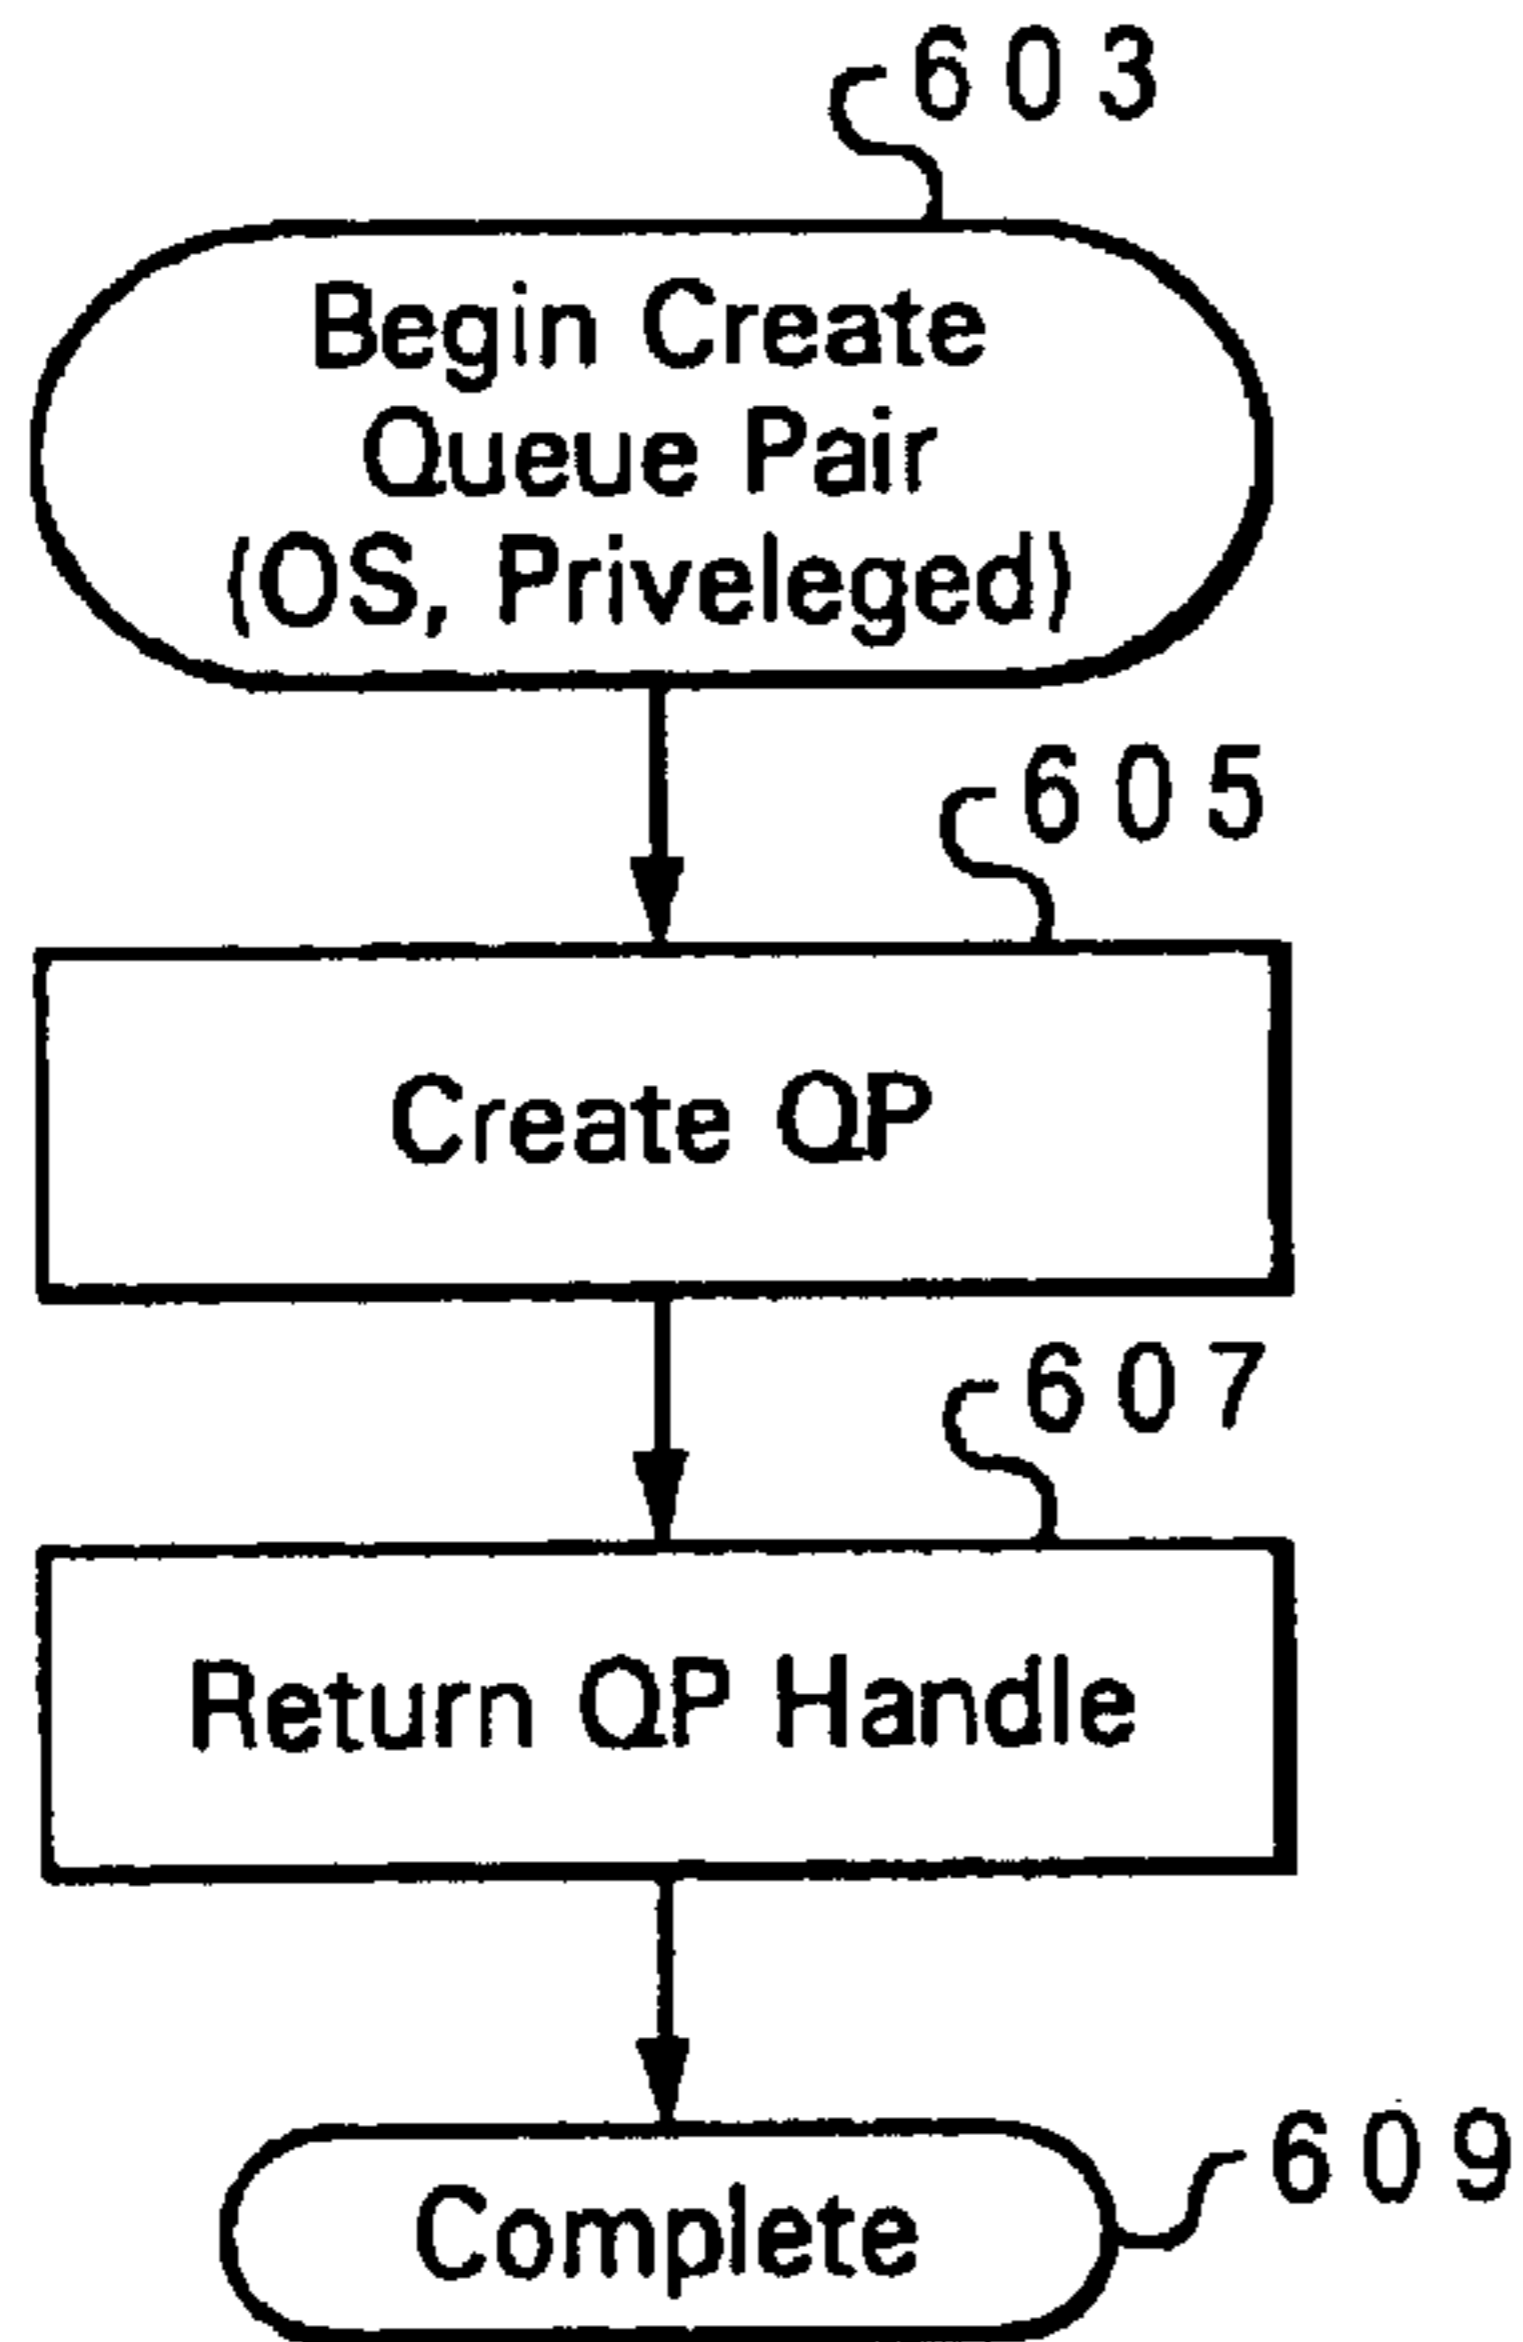 603
Begin Create
Queue Pair
(OS, Priveleged)
605
Create QP
607
Return QP Handle
Complete
609